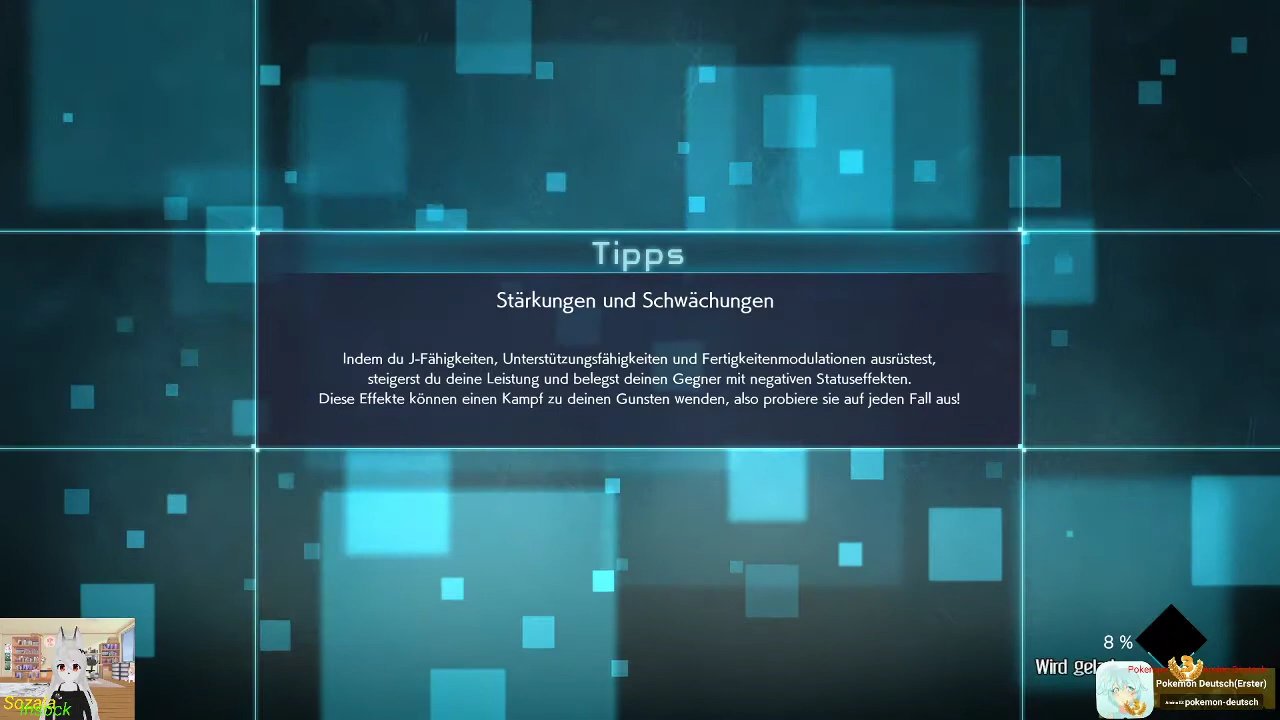 Tipps
Stärkungen und Schwächungen
Indem du J-Fähigkeiten, Unterstützungsfähigkeiten und Fertigkeitenmodulationen ausrüstest,
steigerst du deine Leistung und belegst deinen Gegner mit negativen Statuseffekten.
Diese Effekte können einen Kampf zu deinen Gunsten wenden, also probiere sie auf jeden Fall aus!
8 %
Wird
Pokemon Deutsch(Erster)
pokemon-deutsch